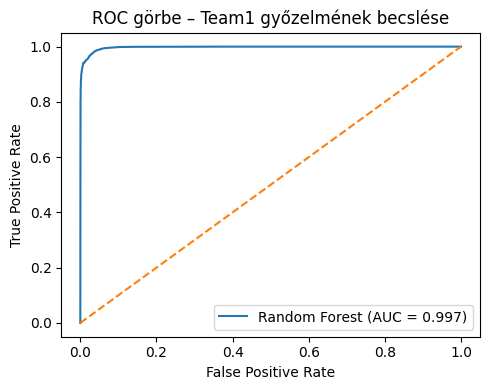 ROC görbe – Team1 győzelmének becslése
True Positive Rate
1.0
0.8
0.6
0.4
0.2
0.0
Random Forest (AUC = 0.997)
0.0 0.2 0.4 0.6 0.8 1.0
False Positive Rate